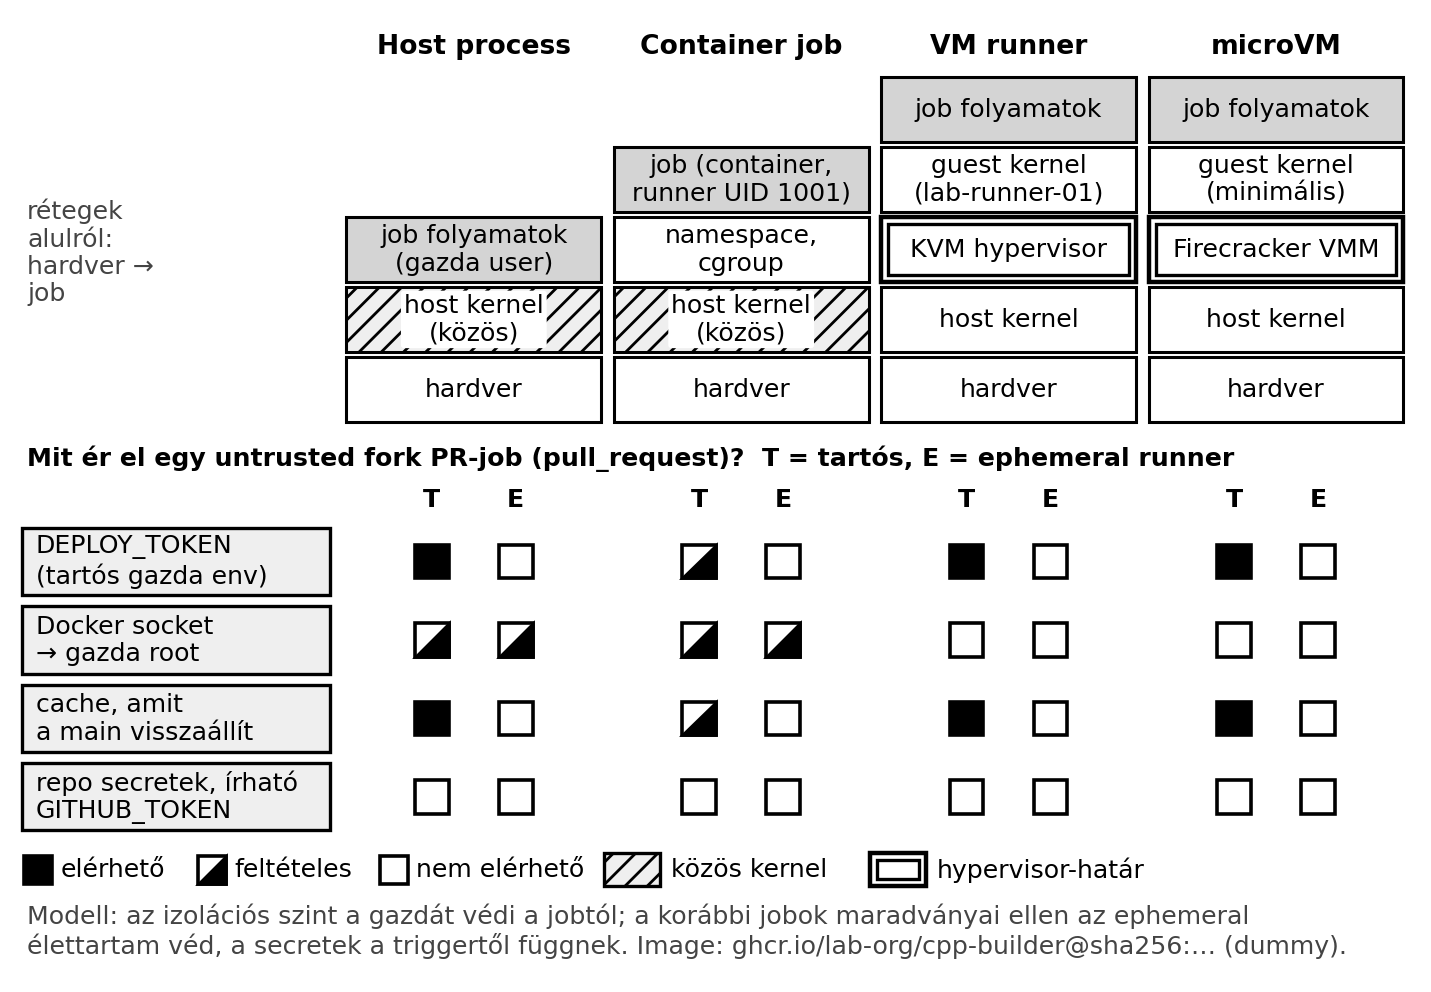 Host process
Container job
VM runner
microVM
job folyamatok
job folyamatok
job (container,
runner UID 1001)
guest kernel
(lab-runner-01)
guest kernel
(minimális)
rétegek
alulról:
hardver →
job
job folyamatok
(gazda user)
namespace,
cgroup
KVM hypervisor
Firecracker VMM
host kernel
(közös)
host kernel
(közös)
host kernel
host kernel
hardver
hardver
hardver
hardver
Mit ér el egy untrusted fork PR-job (pull_request)?  T = tartós, E = ephemeral runner
T E T E T E T E
DEPLOY_TOKEN
(tartós gazda env)
Docker socket
→ gazda root
cache, amit
a main visszaállít
repo secretek, írható
GITHUB_TOKEN
elérhető
feltételes
nem elérhető
közös kernel
hypervisor-határ
Modell: az izolációs szint a gazdát védi a jobtól; a korábbi jobok maradványai ellen az ephemeral
élettartam véd, a secretek a triggertől függnek. Image: ghcr.io/lab-org/cpp-builder@sha256:… (dummy).